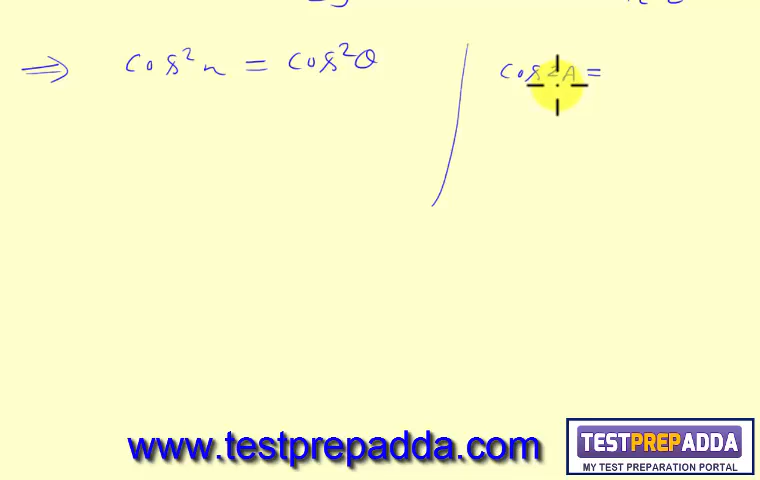 ⇒ cos²x = cos²θ
cos2A =
www.testprepadda.com
TESTPREPADDA
MY TEST PREPARATION PORTAL